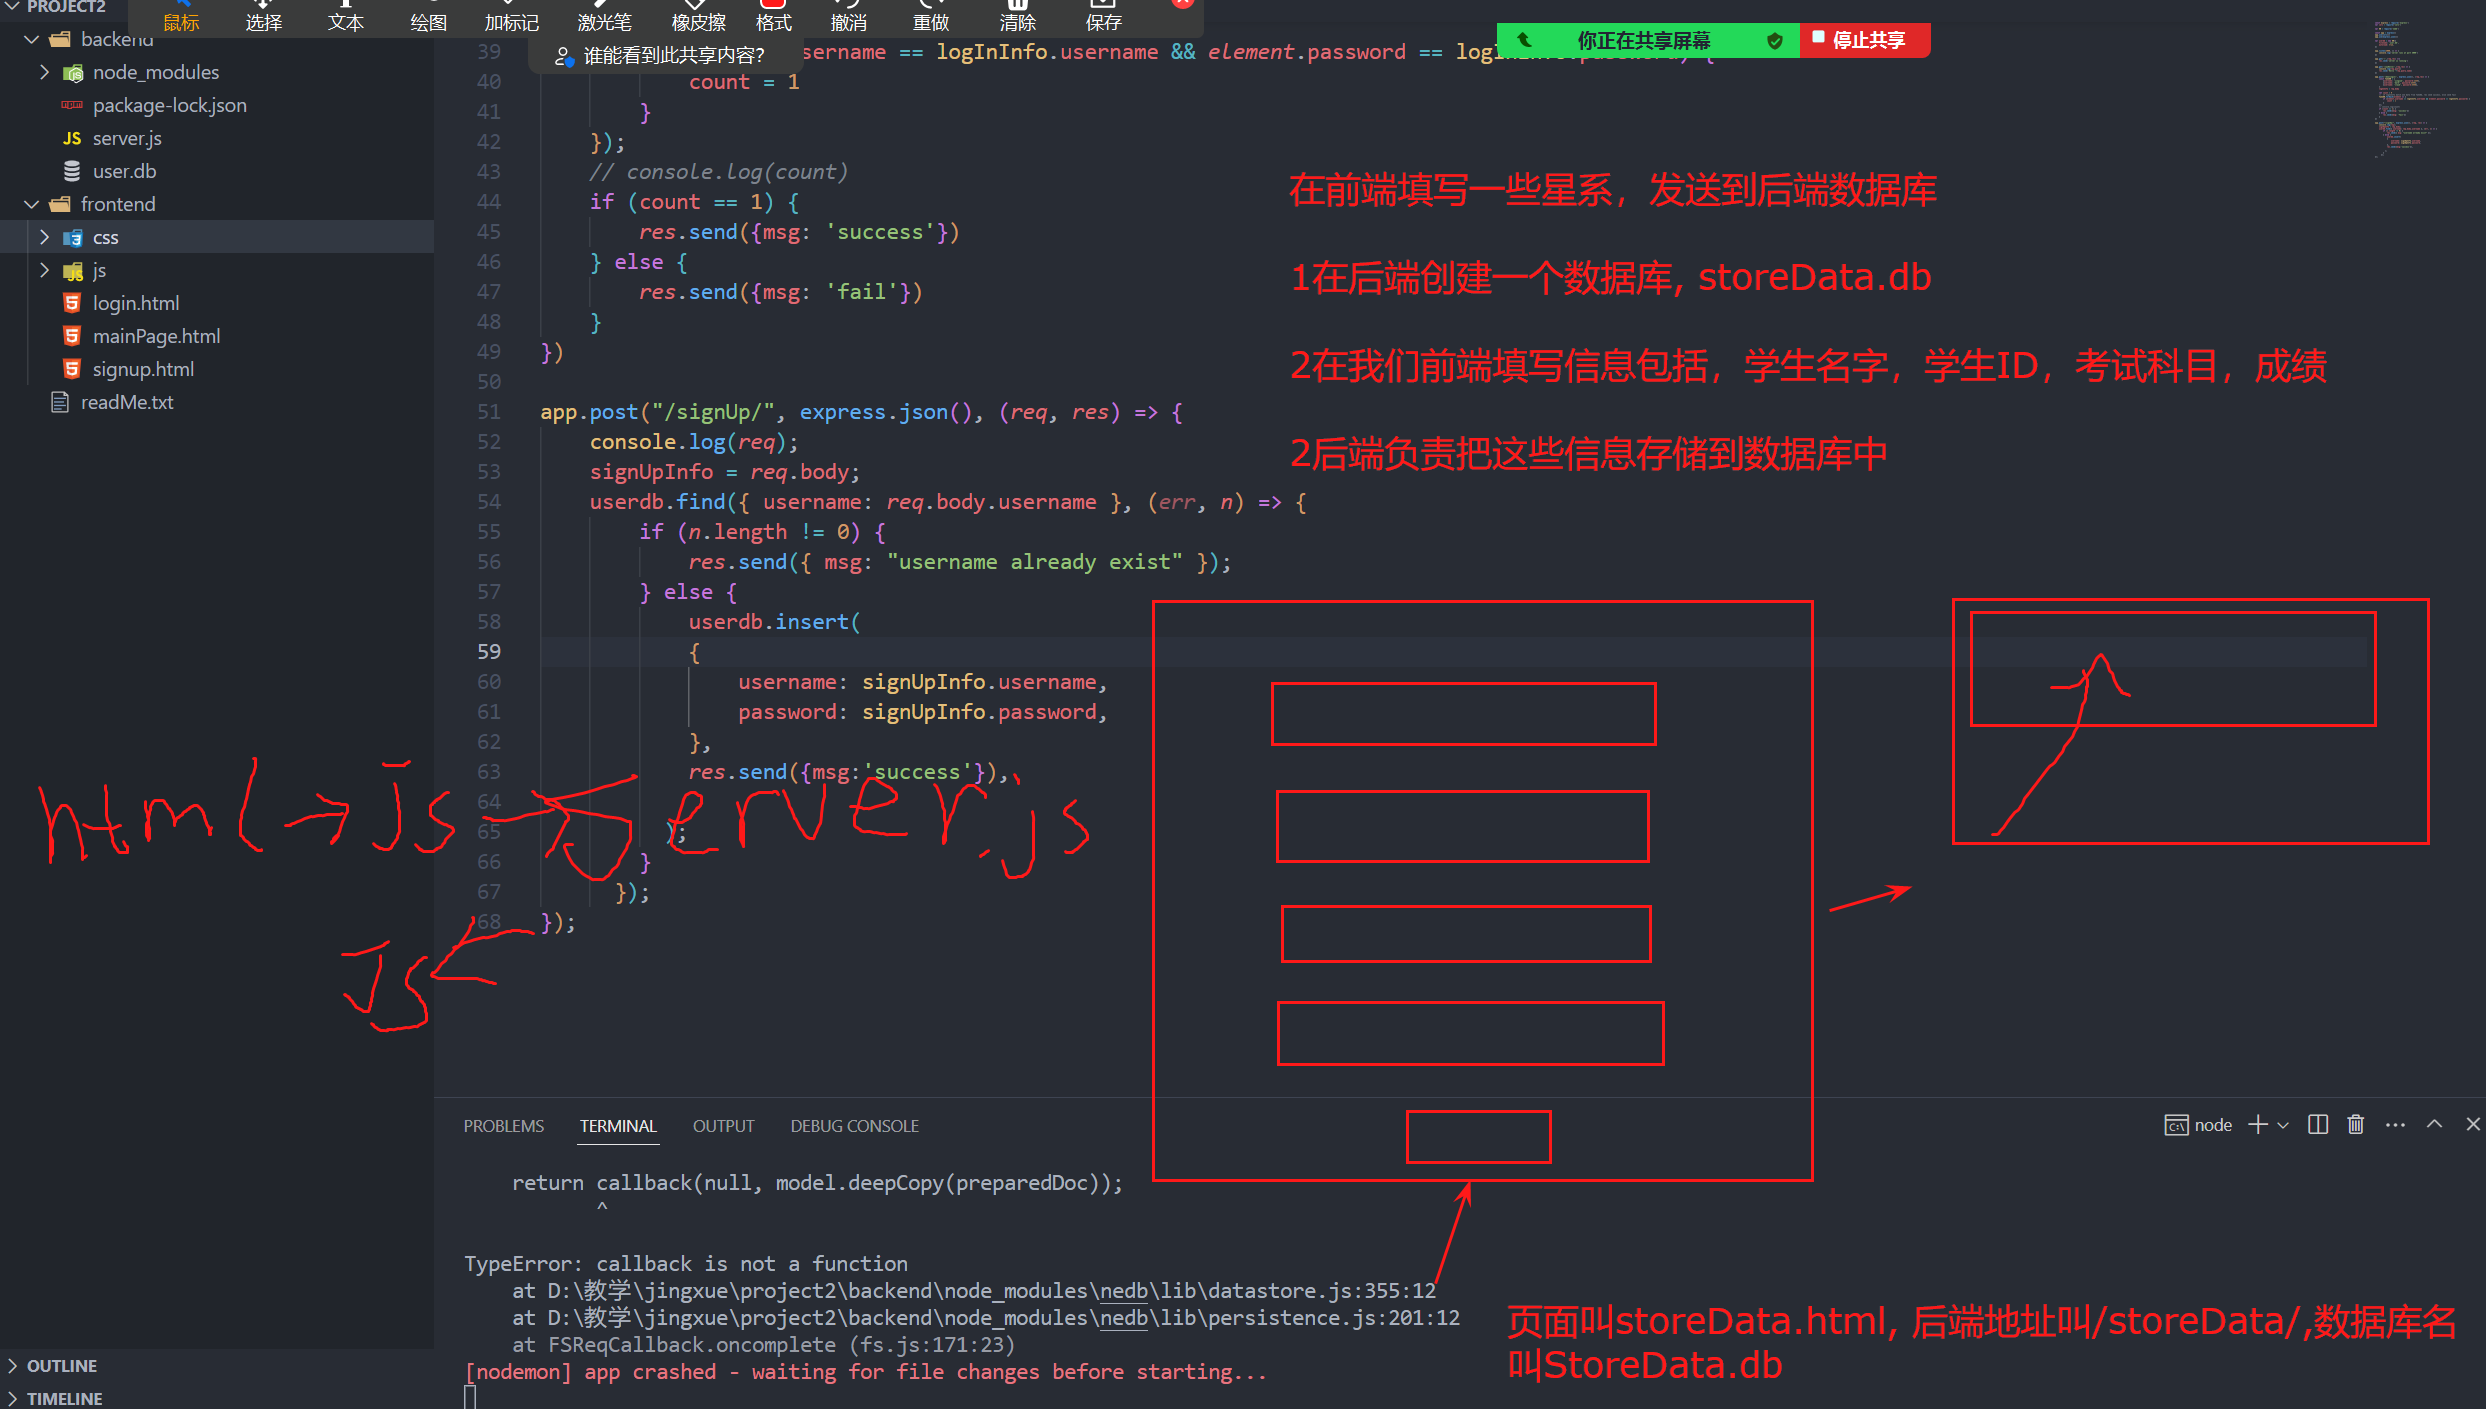 PROJECT2
鼠标 选择 文本 绘图 加标记 激光笔 橡皮擦 格式 撤消 重做 清除 保存
谁能看到此共享内容?
你正在共享屏幕 停止共享
backend
node_modules
package-lock.json
JS server.js
user.db
frontend
css
js
login.html
mainPage.html
signup.html
readMe.txt
39 sername == logInInfo.username && element.password == log
40 count = 1
41 }
42 });
43 // console.log(count)
44 if (count == 1) {
45 res.send({msg: 'success'})
46 } else {
47 res.send({msg: 'fail'})
48 }
49 })
50
51 app.post("/signUp/", express.json(), (req, res) => {
52 console.log(req);
53 signUpInfo = req.body;
54 userdb.find({ username: req.body.username }, (err, n) => {
55 if (n.length != 0) {
56 res.send({ msg: "username already exist" });
57 } else {
58 userdb.insert(
59 {
60 username: signUpInfo.username,
61 password: signUpInfo.password,
62 },
63 res.send({msg:'success'}),
64
65 );
66 }
67 });
68 });
在前端填写一些星系，发送到后端数据库
1在后端创建一个数据库, storeData.db
2在我们前端填写信息包括，学生名字，学生ID，考试科目，成绩
2后端负责把这些信息存储到数据库中
html→Js→server.js
Js←
PROBLEMS TERMINAL OUTPUT DEBUG CONSOLE
node
return callback(null, model.deepCopy(preparedDoc));
^
TypeError: callback is not a function
at D:\教学\jingxue\project2\backend\node_modules\nedb\lib\datastore.js:355:12
at D:\教学\jingxue\project2\backend\node_modules\nedb\lib\persistence.js:201:12
at FSReqCallback.oncomplete (fs.js:171:23)
[nodemon] app crashed - waiting for file changes before starting...
页面叫storeData.html, 后端地址叫/storeData/,数据库名
叫StoreData.db
OUTLINE
TIMELINE